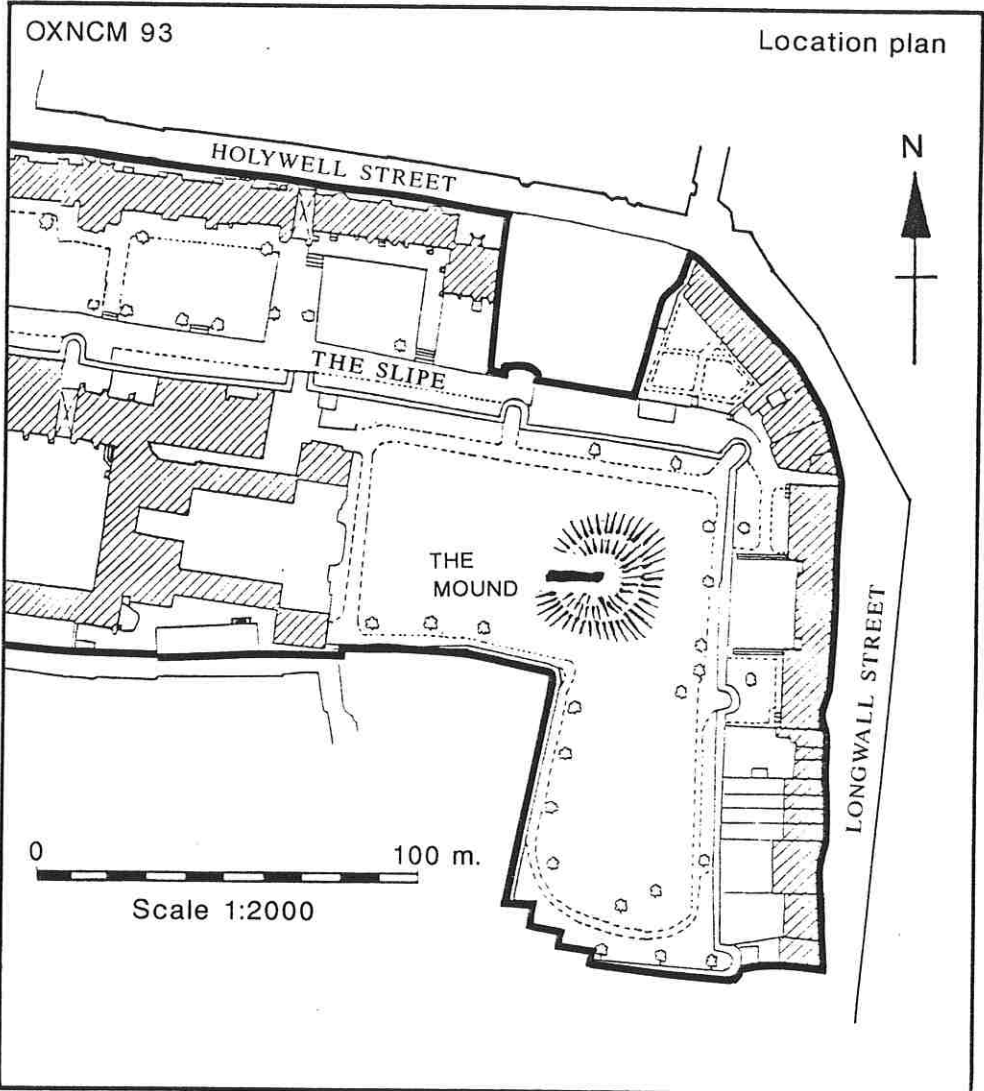 OXNCM 93
Location plan
N
HOLYWELL STREET
THE SLIPE
THE
MOUND
LONGWALL STREET
0 100 m.
Scale 1:2000